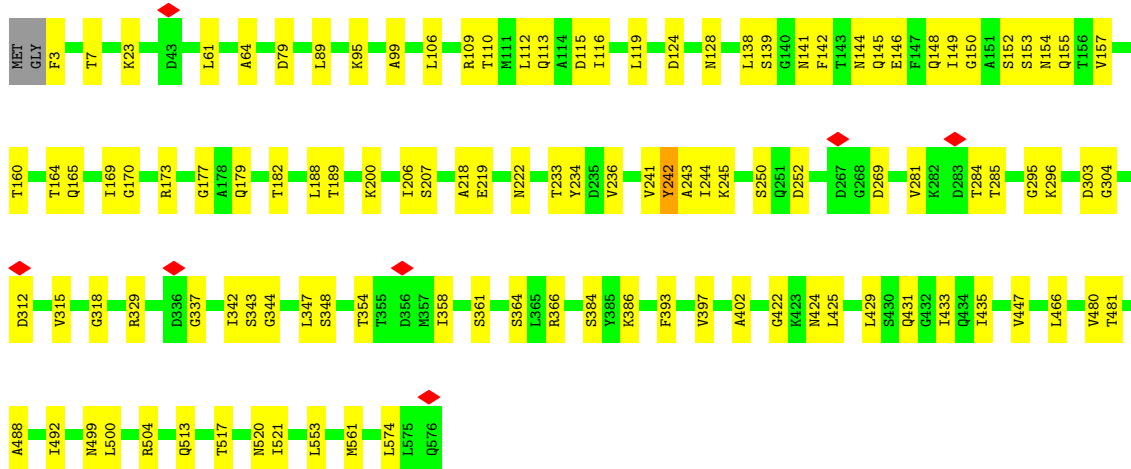 MET GLY F3 T7 K23 D43 L61 A64 D79 L89 K95 A99 L106 R109 T110 M111 L112 Q113 A114 D115 I116 L119 D124 N128 L138 S139 G140 N141 F142 T143 N144 Q145 E146 F147 Q148 I149 G150 A151 S152 S153 N154 Q155 T156 V157
T160 T164 Q165 I169 G170 R173 G177 A178 Q179 T182 L188 T189 K200 I206 S207 A218 E219 N222 T233 Y234 D235 V236 V241 Y242 A243 I244 K245 S250 Q251 D252 D267 G268 D269 V281 K282 D283 T284 T285 G295 K296 D303 G304
D312 V315 G318 R329 D336 G337 I342 S343 G344 L347 S348 T354 T355 D356 M357 I358 S361 S364 L365 R366 S384 Y385 K386 F393 V397 A402 G422 K423 N424 L425 L429 S430 Q431 G432 I433 Q434 I435 V447 L466 V480 T481
A488 I492 N499 L500 R504 Q513 T517 N520 I521 L553 M561 L574 L575 Q576